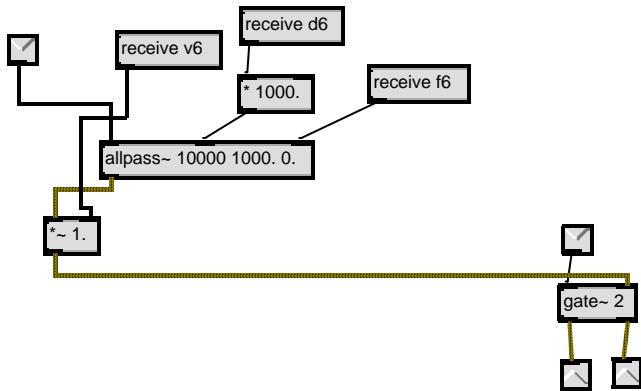 receive d6
receive v6
receive f6
* 1000.
allpass~ 10000 1000. 0.
*~ 1.
gate~ 2